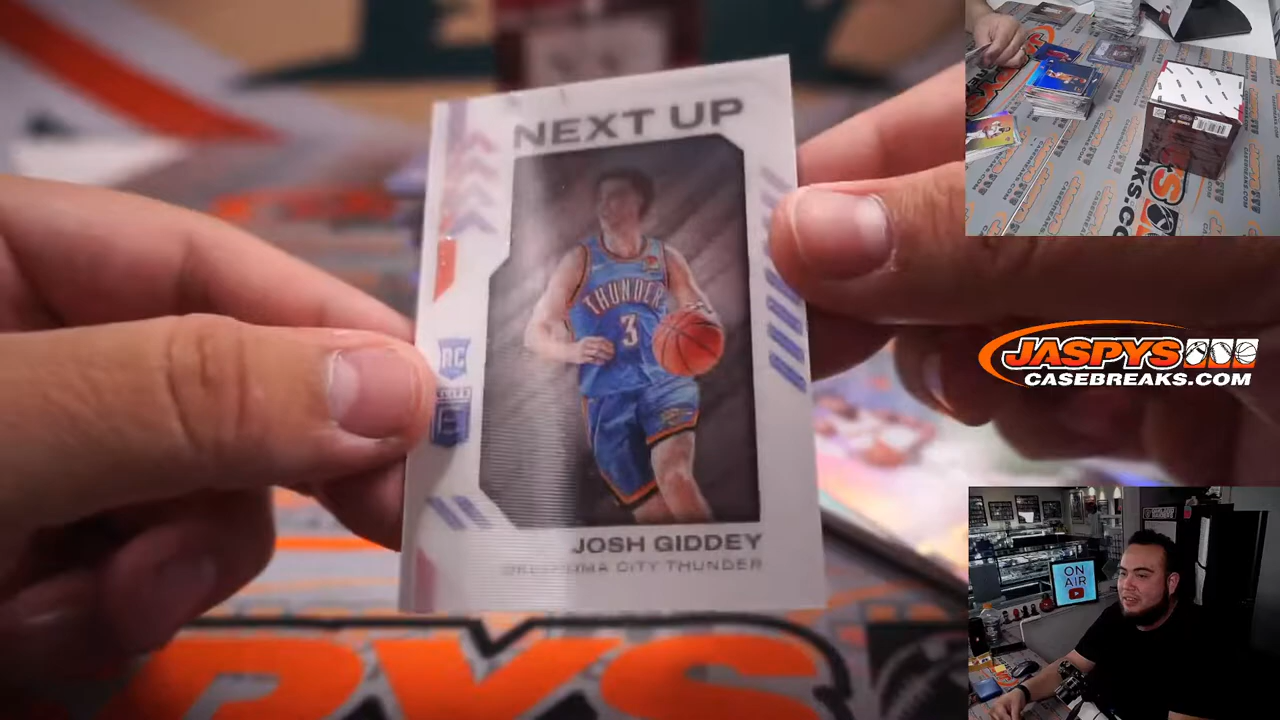 NEXT UP
THUNDER
3
RC
JOSH GIDDEY
OKLAHOMA CITY THUNDER
JASPYS
CASEBREAKS.COM
ON
AIR